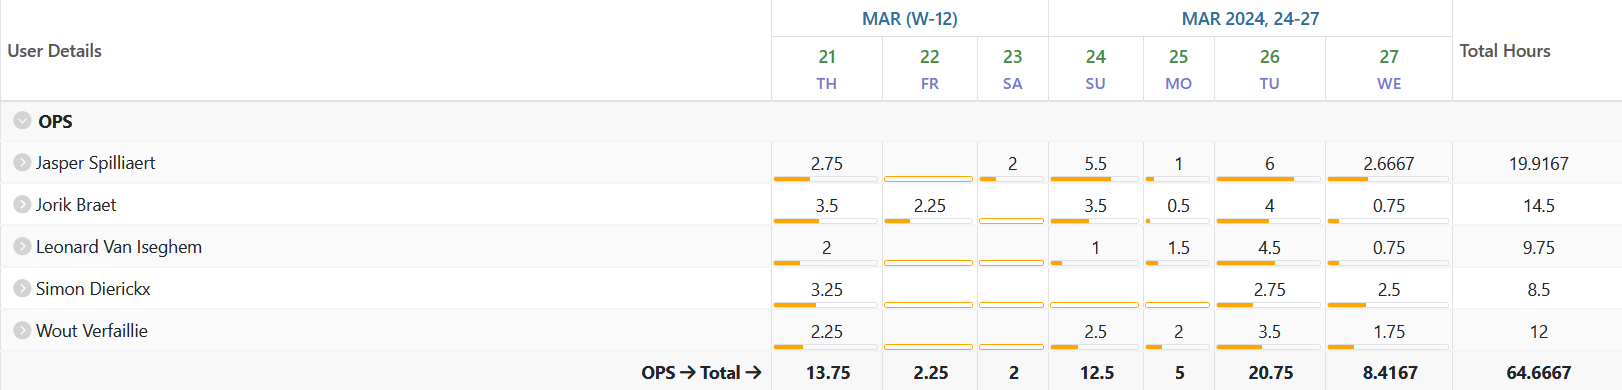 MAR (W-12) MAR 2024, 24-27
User Details Total Hours
21 22 23 24 25 26 27
TH FR SA SU MO TU WE
OPS
Jasper Spilliaert 2.75 2 5.5 1 6 2.6667 19.9167
Jorik Braet 3.5 2.25 3.5 0.5 4 0.75 14.5
Leonard Van Iseghem 2 1 1.5 4.5 0.75 9.75
Simon Dierickx 3.25 2.75 2.5 8.5
Wout Verfaillie 2.25 2.5 2 3.5 1.75 12
OPS → Total → 13.75 2.25 2 12.5 5 20.75 8.4167 64.6667